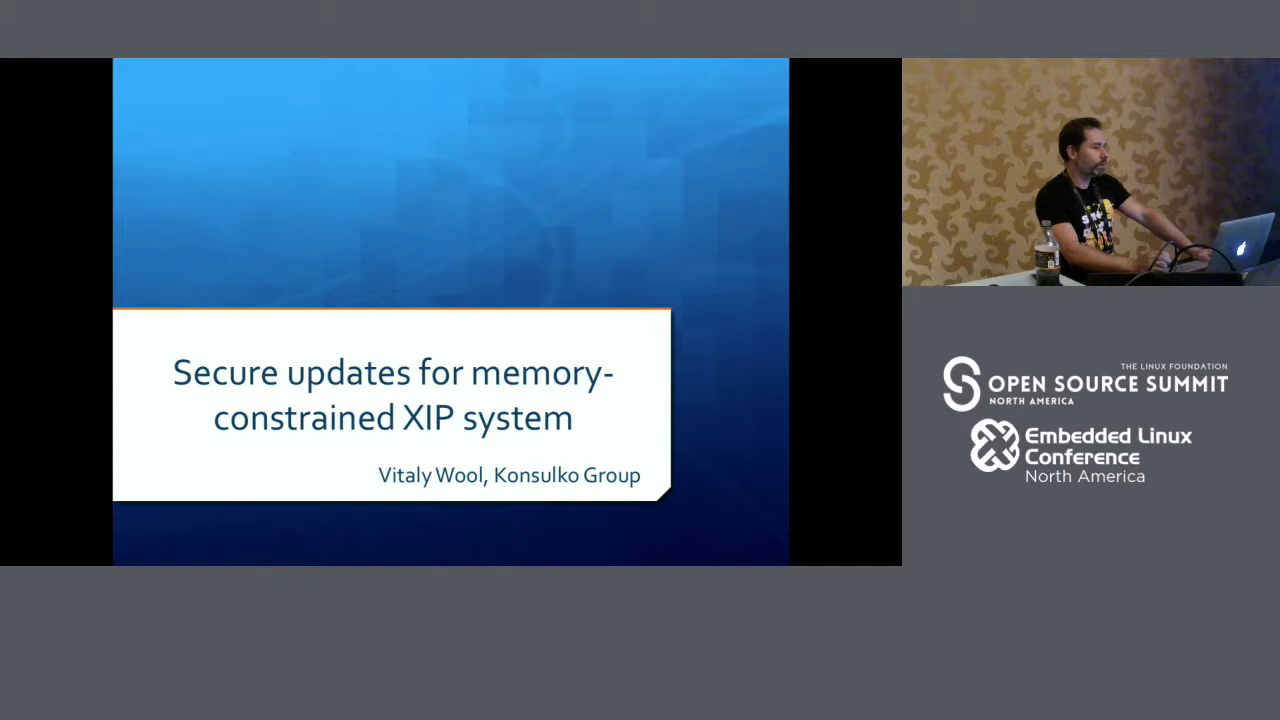 Secure updates for memory-
constrained XIP system
Vitaly Wool, Konsulko Group
THE LINUX FOUNDATION
OPEN SOURCE SUMMIT
NORTH AMERICA
Embedded Linux
Conference
North America